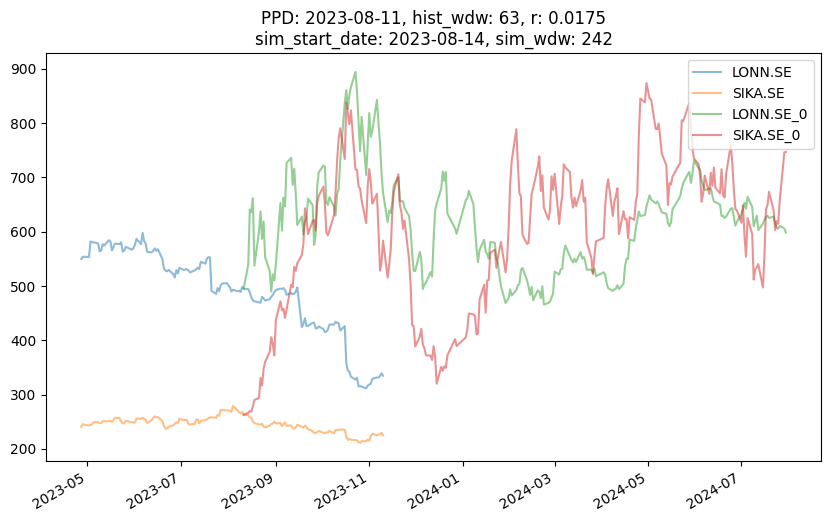 PPD: 2023-08-11, hist_wdw: 63, r: 0.0175
sim_start_date: 2023-08-14, sim_wdw: 242
LONN.SE
SIKA.SE
LONN.SE_0
SIKA.SE_0
900
800
700
600
500
400
300
200
2023-05
2023-07
2023-09
2023-11
2024-01
2024-03
2024-05
2024-07